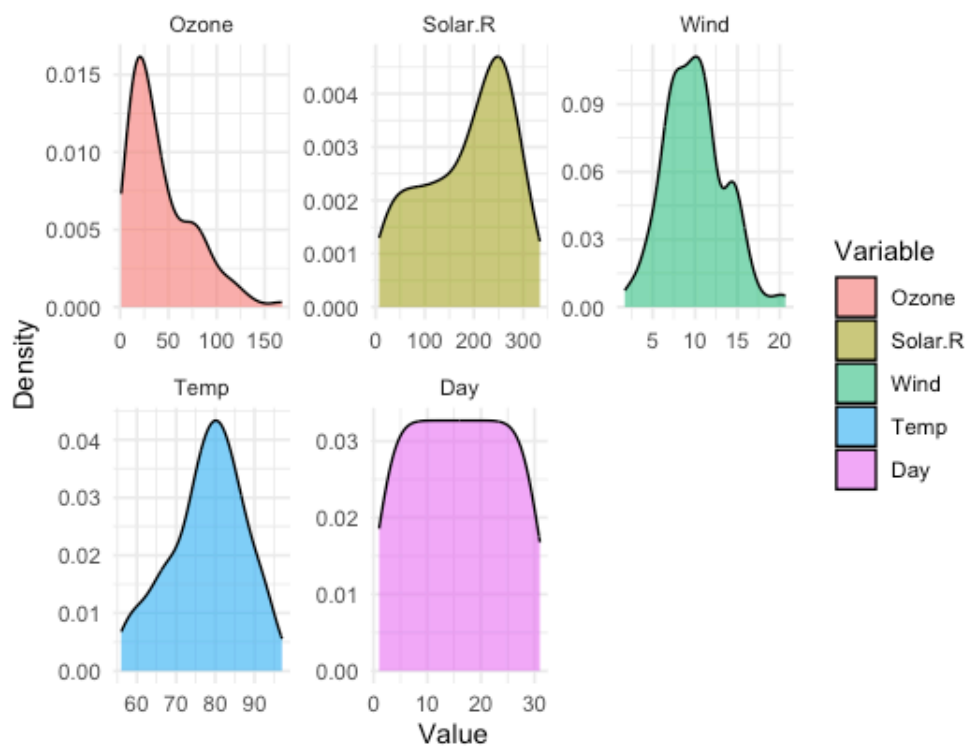 Ozone
Solar.R
Wind
0.015
0.010
0.005
0.000
0 50 100 150
0.004
0.003
0.002
0.001
0.000
0 100 200 300
0.09
0.06
0.03
0.00
5 10 15 20
Density
Temp
Day
0.04
0.03
0.02
0.01
0.00
60 70 80 90
0.03
0.02
0.01
0.00
0 10 20 30
Value
Variable
Ozone
Solar.R
Wind
Temp
Day